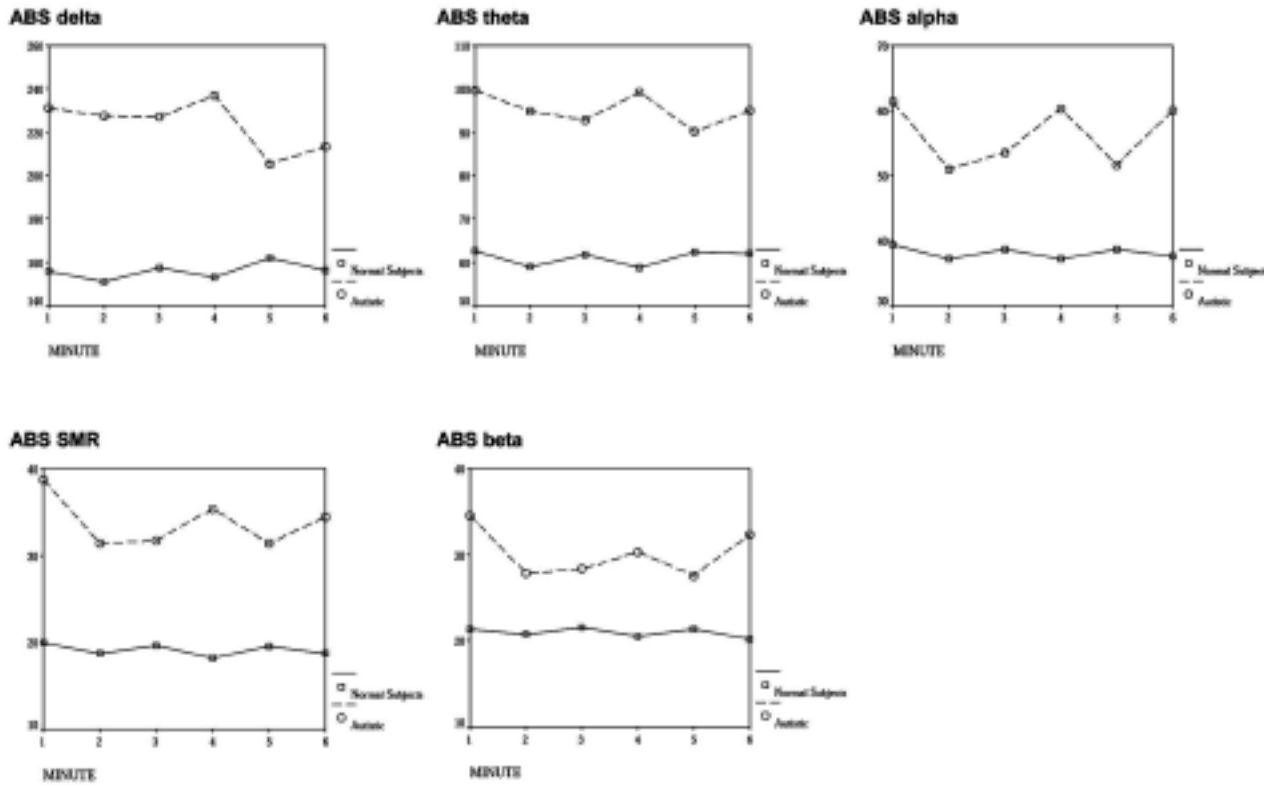 ABS delta
260
240
220
200
180
160
140
1 2 3 4 5 6
MINUTE
Normal Subjects
Autistic
ABS theta
110
100
90
80
70
60
50
1 2 3 4 5 6
MINUTE
Normal Subjects
Autistic
ABS alpha
70
60
50
40
30
1 2 3 4 5 6
MINUTE
Normal Subjects
Autistic
ABS SMR
40
30
20
10
1 2 3 4 5 6
MINUTE
Normal Subjects
Autistic
ABS beta
40
30
20
10
1 2 3 4 5 6
MINUTE
Normal Subjects
Autistic